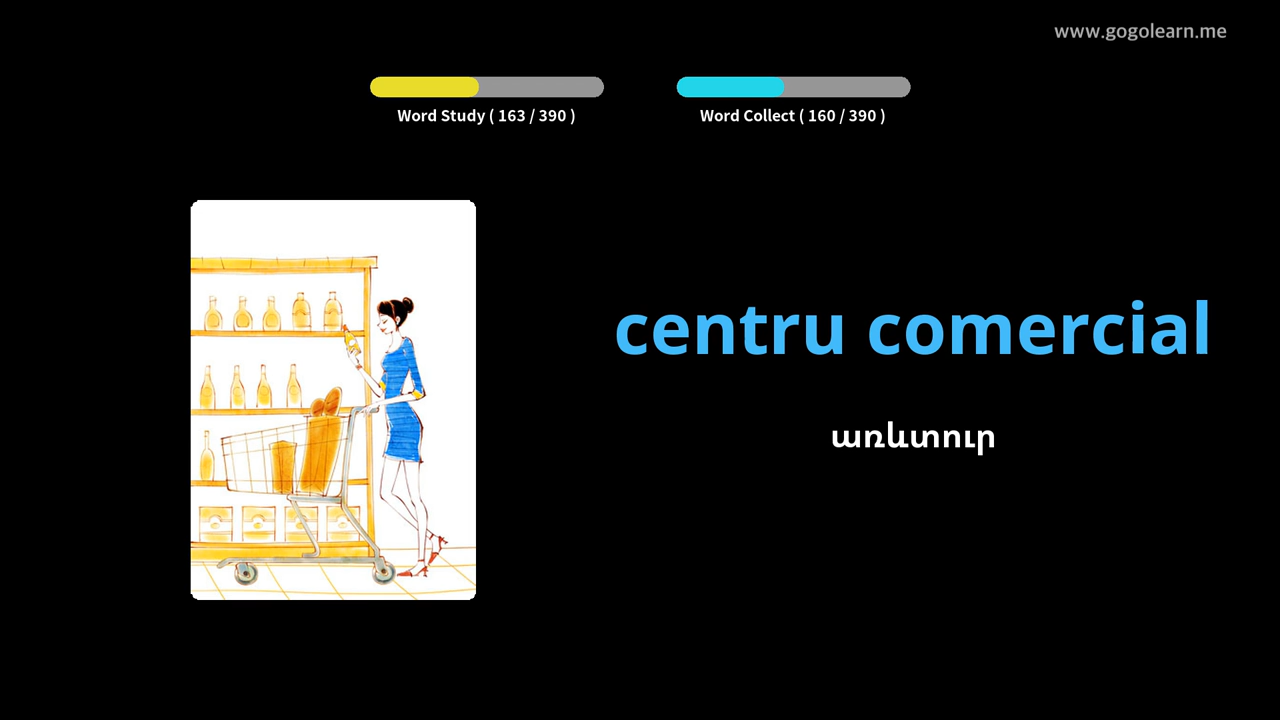 www.gogolearn.me
Word Study ( 163 / 390 )
Word Collect ( 160 / 390 )
centru comercial
առևտուր